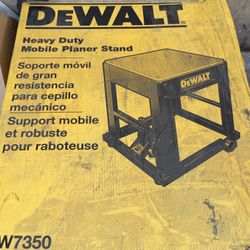 DEWALT
Heavy Duty
Mobile Planer Stand
Soporte móvil
de gran
resistencia
para cepillo
mecánico
Support mobile
et robuste
pour raboteuse
DEWALT
W7350